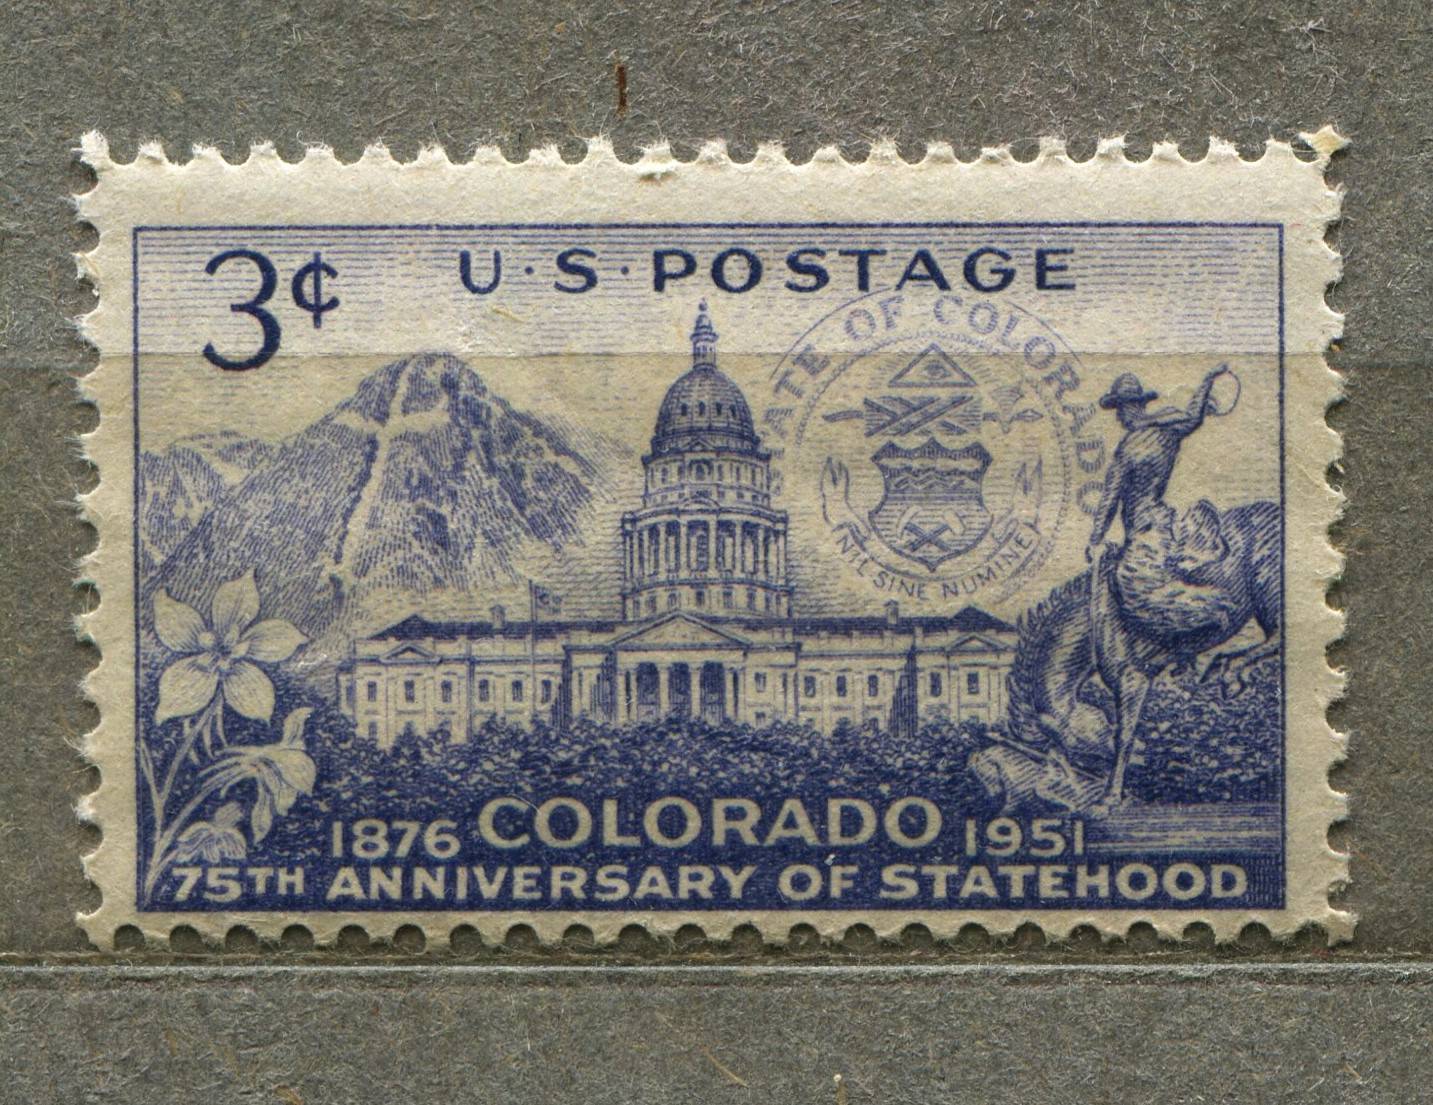 3¢ U·S·POSTAGE
STATE OF COLORADO
NIL SINE NUMINE
1876 COLORADO 1951
75TH ANNIVERSARY OF STATEHOOD